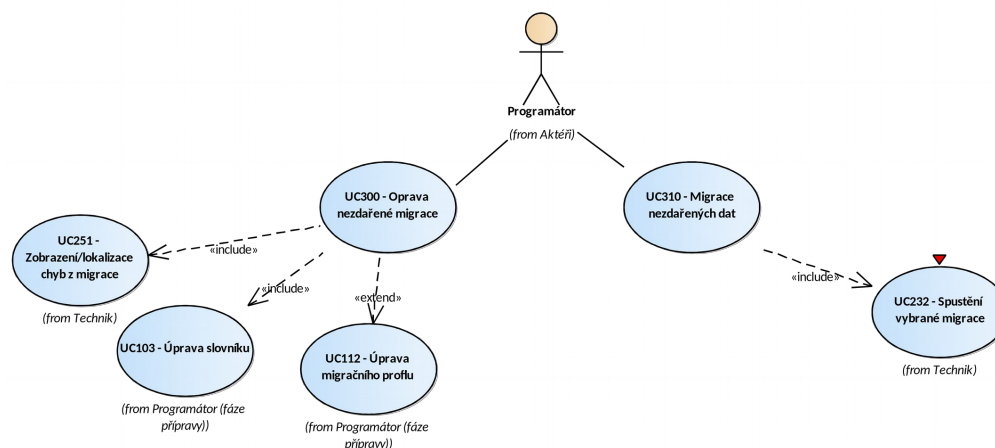 Programátor
(from Aktéři)
UC300 - Oprava
nezdařené migrace
UC310 - Migrace
nezdařených dat
UC251 -
Zobrazení/lokalizace
chyb z migrace
(from Technik)
«include»
«include»
«extend»
«include»
UC103 - Úprava slovníku
(from Programátor (fáze
přípravy))
UC112 - Úprava
migračního proflu
(from Programátor (fáze
přípravy))
UC232 - Spustění
vybrané migrace
(from Technik)